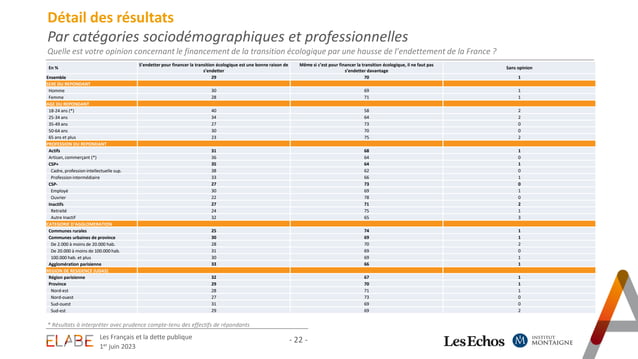 Détail des résultats
Par catégories sociodémographiques et professionnelles
Quelle est votre opinion concernant le financement de la transition écologique par une hausse de l'endettement de la France ?
En % S'endetter pour financer la transition écologique est une bonne raison de s'endetter Même si c'est pour financer la transition écologique, il ne faut pas s'endetter davantage Sans opinion
Ensemble 29 70 1
SEXE DU REPONDANT
Homme 30 69 1
Femme 28 71 1
AGE DU REPONDANT
18-24 ans (*) 40 58 2
25-34 ans 34 64 2
35-49 ans 27 73 0
50-64 ans 30 70 0
65 ans et plus 23 75 2
PROFESSION DU REPONDANT
Actifs 31 68 1
Artisan, commerçant (*) 36 64 0
CSP+ 35 64 1
Cadre, profession intellectuelle sup. 38 62 0
Profession intermédiaire 33 66 1
CSP- 27 73 0
Employé 30 69 1
Ouvrier 22 78 0
Inactifs 27 71 2
Retraité 24 75 1
Autre inactif 32 65 3
CATEGORIE D'AGGLOMERATION
Communes rurales 25 74 1
Communes urbaines de province 30 69 1
De 2.000 à moins de 20.000 hab. 28 70 2
De 20.000 à moins de 100.000 hab. 31 69 0
100.000 hab. et plus 30 69 1
Agglomération parisienne 33 66 1
REGION DE RESIDENCE (UDA5)
Région parisienne 32 67 1
Province 29 70 1
Nord-est 28 71 1
Nord-ouest 27 73 0
Sud-ouest 31 69 0
Sud-est 29 69 2
* Résultats à interpréter avec prudence compte-tenu des effectifs de répondants
ELABE
Les Français et la dette publique
1er juin 2023
- 22 -
Les Echos
INSTITUT
MONTAIGNE